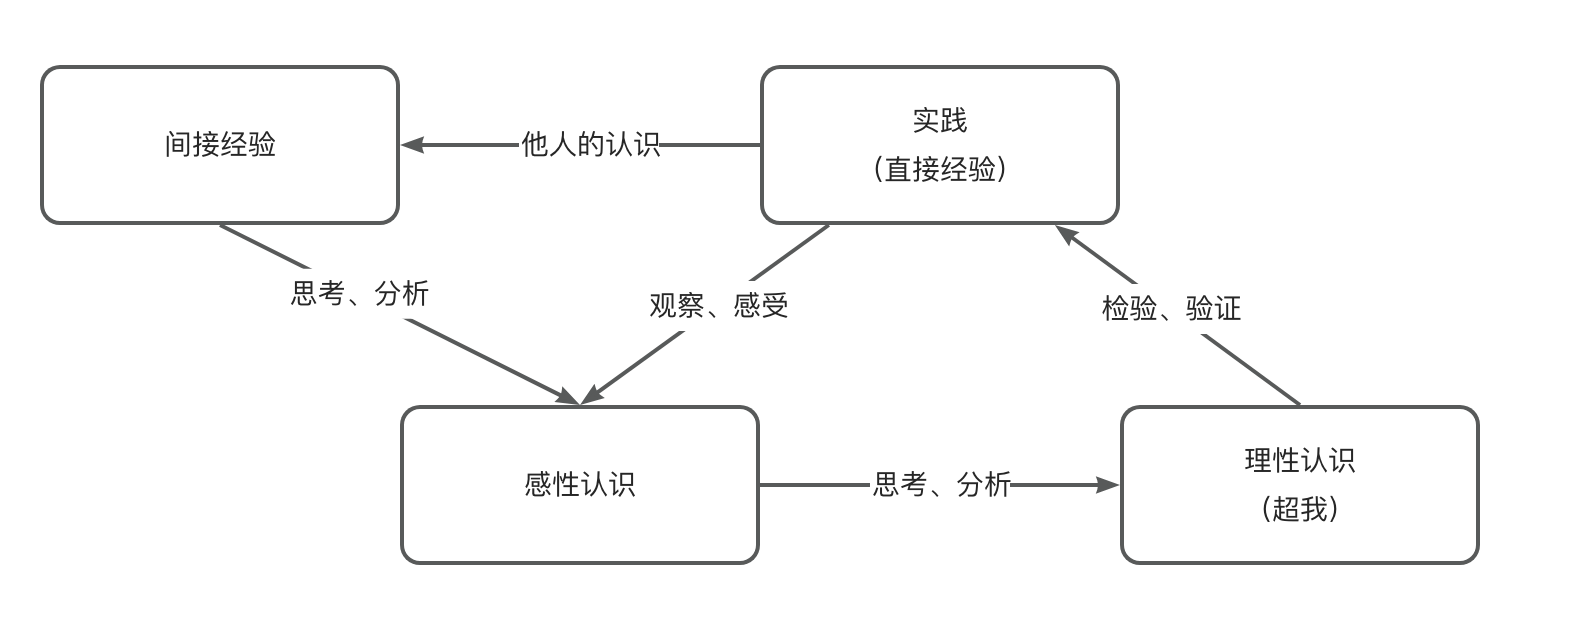 间接经验
他人的认识
实践
（直接经验）
思考、分析
观察、感受
检验、验证
感性认识
思考、分析
理性认识
（超我）